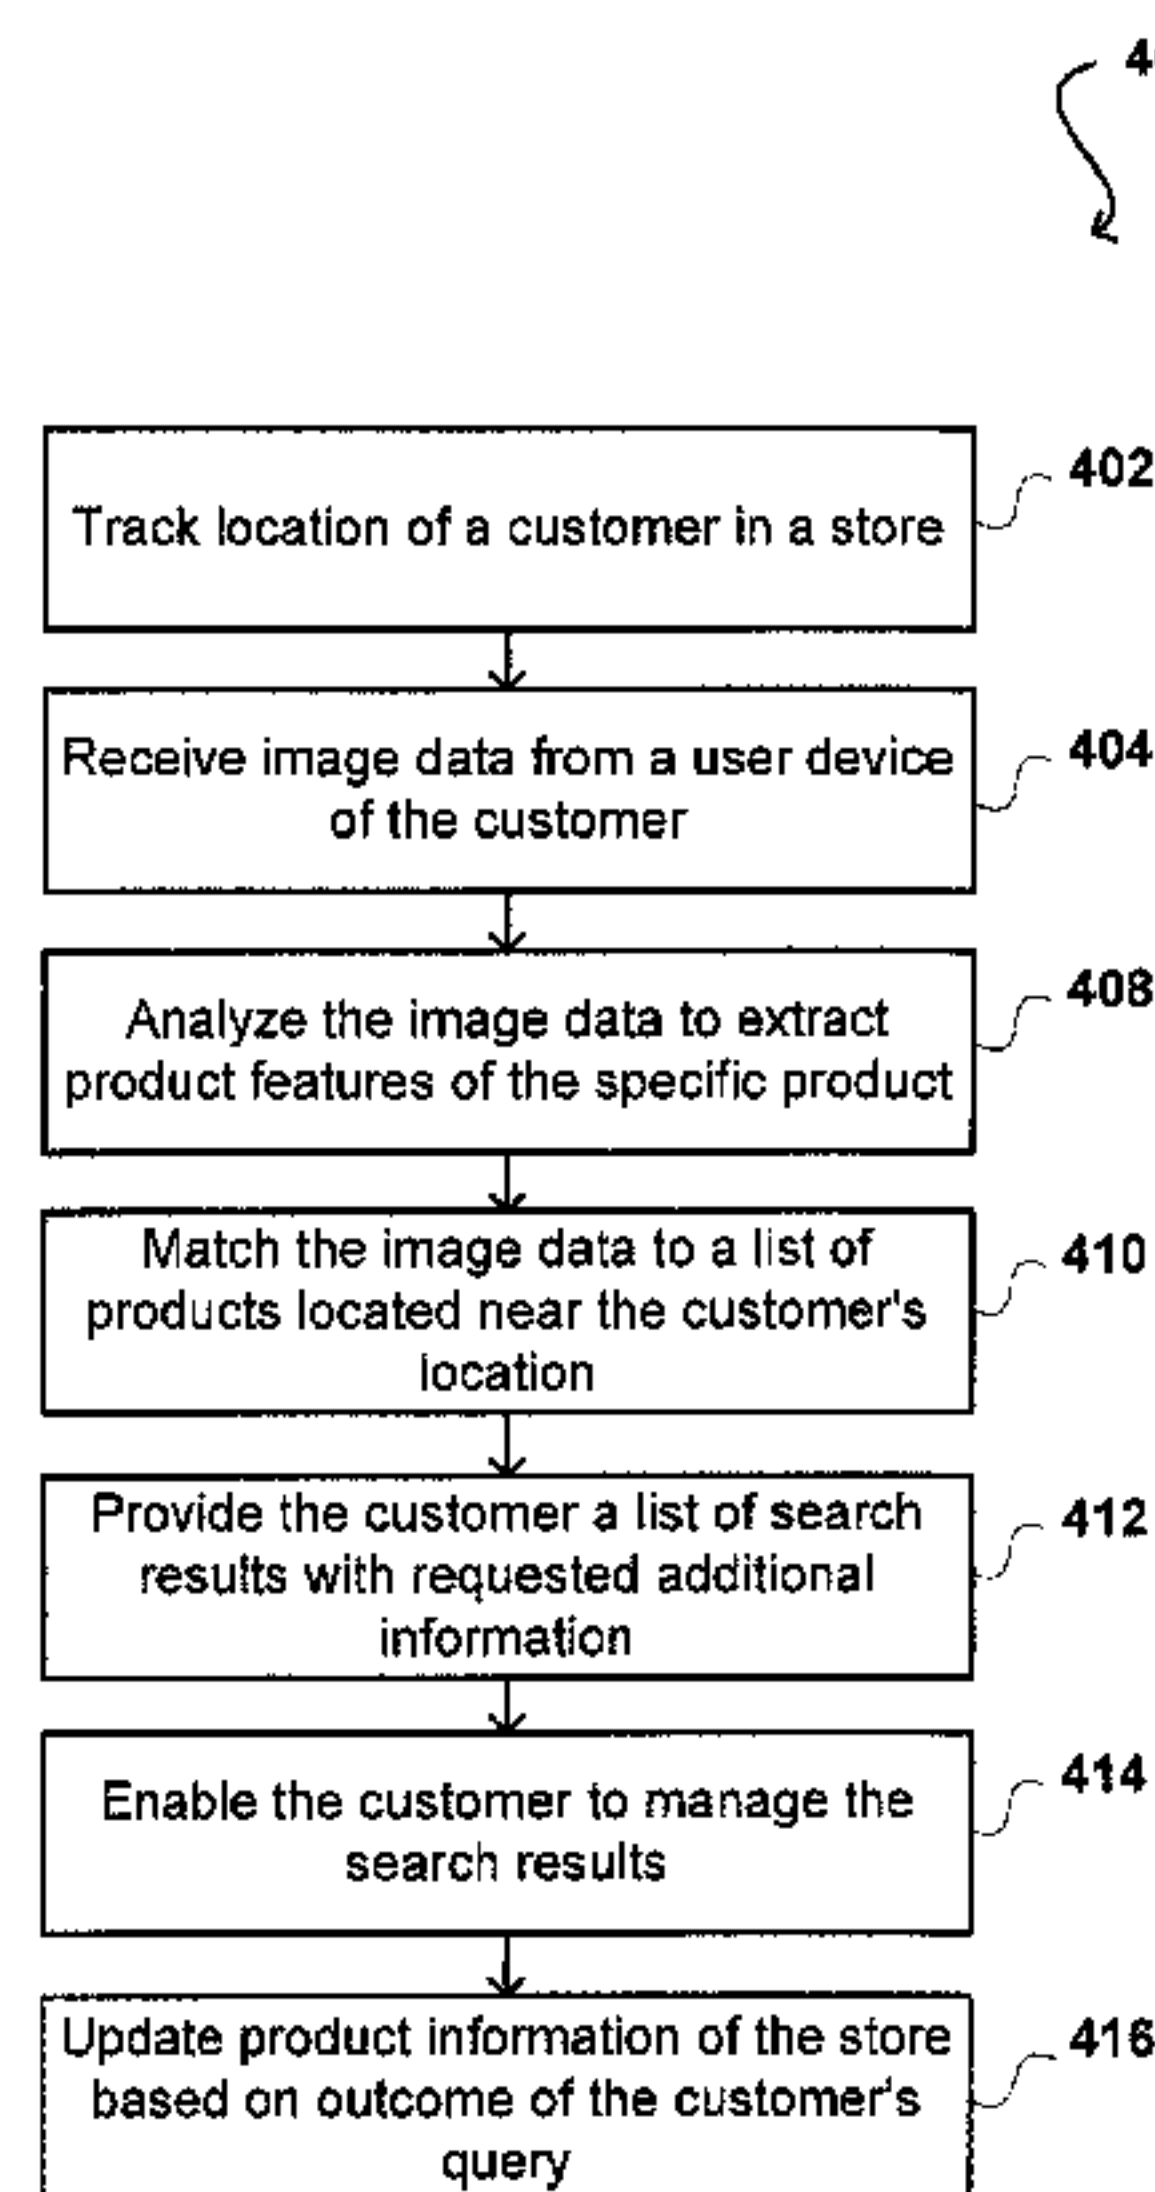 402
Track location of a customer in a store
404
Receive image data from a user device
of the customer
408
Analyze the image data to extract
product features of the specific product
410
Match the image data to a list of
products located near the customer's
location
412
Provide the customer a list of search
results with requested additional
information
414
Enable the customer to manage the
search results
416
Update product information of the store
based on outcome of the customer's
query